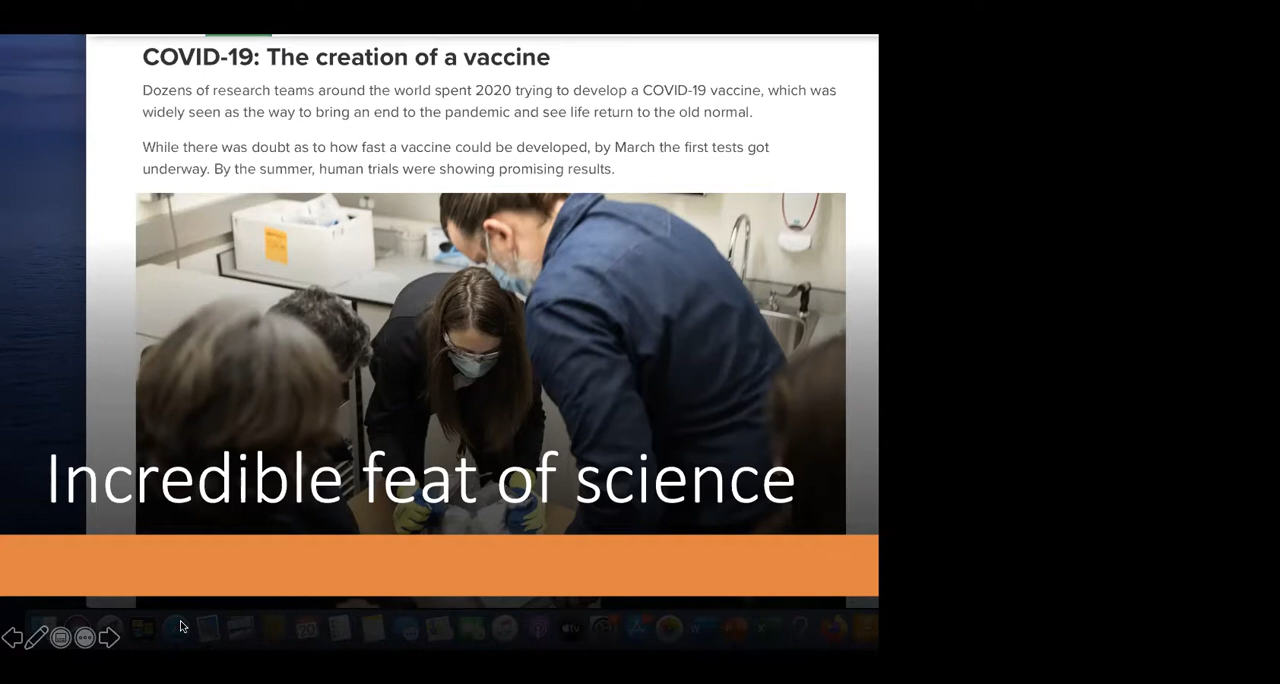 COVID-19: The creation of a vaccine
Dozens of research teams around the world spent 2020 trying to develop a COVID-19 vaccine, which was
widely seen as the way to bring an end to the pandemic and see life return to the old normal.
While there was doubt as to how fast a vaccine could be developed, by March the first tests got
underway. By the summer, human trials were showing promising results.
Incredible feat of science
20
tv